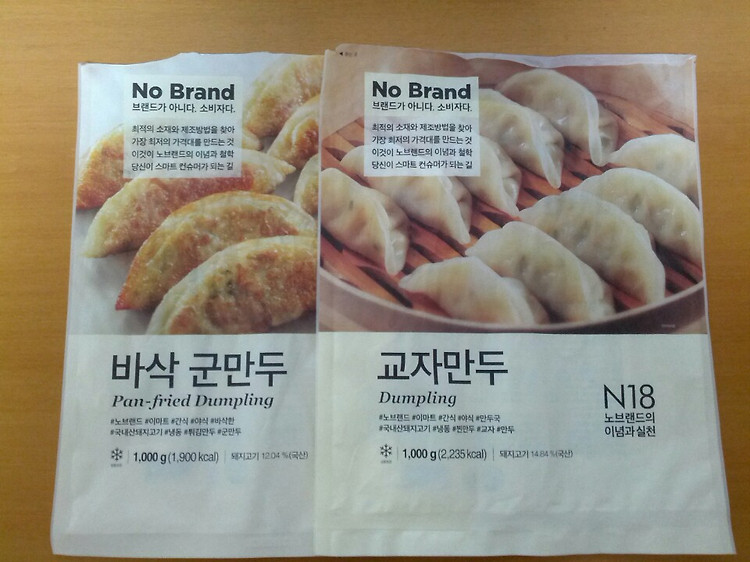 No Brand
브랜드가 아니다. 소비자다.
최적의 소재와 제조방법을 찾아
가장 최저의 가격대를 만드는 것
이것이 노브랜드의 이념과 철학
당신이 스마트 컨슈머가 되는 길
바삭 군만두
Pan-fried Dumpling
#노브랜드 #이마트 #간식 #야식 #바삭한
#국내산돼지고기 #냉동 #튀김만두 #군만두
1,000 g (1,900 kcal) 돼지고기 12.04 %(국산)
No Brand
브랜드가 아니다. 소비자다.
최적의 소재와 제조방법을 찾아
가장 최저의 가격대를 만드는 것
이것이 노브랜드의 이념과 철학
당신이 스마트 컨슈머가 되는 길
교자만두
Dumpling
#노브랜드 #이마트 #간식 #야식 #만두국
#국내산돼지고기 #냉동 #찐만두 #교자 #만두
1,000 g (2,235 kcal) 돼지고기 14.64 %(국산)
N18
노브랜드의
이념과 실천